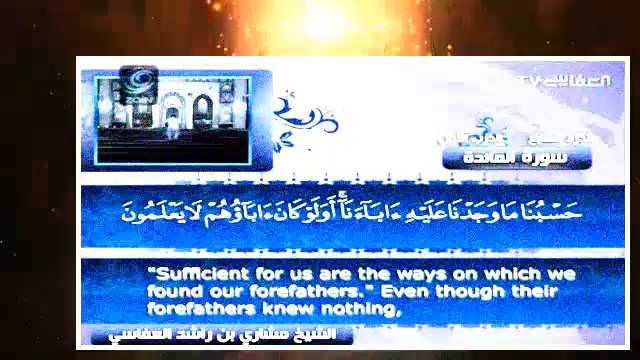 العفاسي TV
سورة المائدة
حَسْبُنَا مَا وَجَدْنَا عَلَيْهِ ءَابَآءَنَآ أَوَلَوْ كَانَ ءَابَآؤُهُمْ لَا يَعْلَمُونَ
"Sufficient for us are the ways on which we
found our forefathers." Even though their
forefathers knew nothing,
الشيخ مشاري بن راشد العفاسي